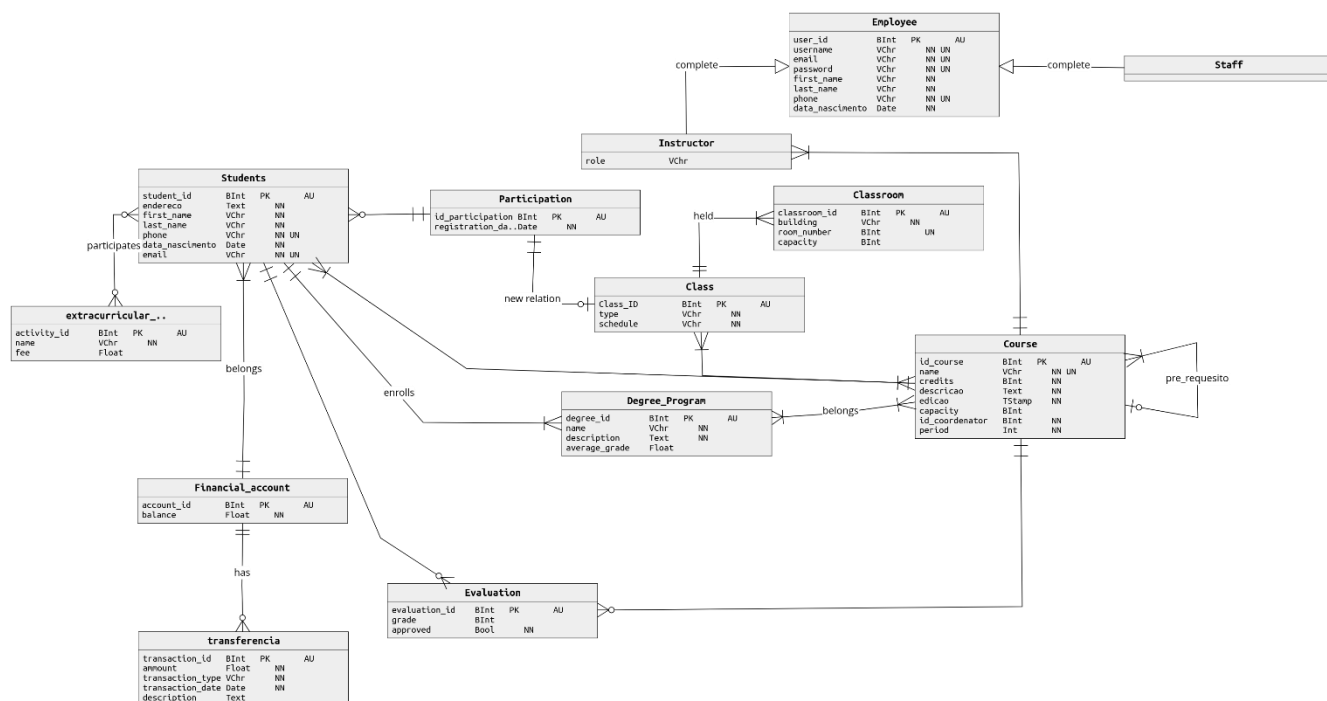 Employee
user_id BInt PK AU
username VChr NN UN
email VChr NN UN
password VChr NN UN
first_name VChr NN
last_name VChr NN
phone VChr NN UN
data_nascimento Date NN
complete
complete
Staff
Instructor
role VChr
Students
student_id BInt PK AU
endereco Text NN
first_name VChr NN
last_name VChr NN
phone VChr NN UN
data_nascimento Date NN
email VChr NN UN
Participation
id_participation BInt PK AU
registration_da..Date NN
Classroom
classroom_id BInt PK AU
building VChr NN
room_number BInt UN
capacity BInt
held
participates
new relation
Class
Class_ID BInt PK AU
type VChr NN
schedule VChr NN
extracurricular_..
activity_id BInt PK AU
name VChr NN
fee Float
belongs
enrolls
Course
id_course BInt PK AU
name VChr NN UN
credits BInt NN
descricao Text NN
edicao TStamp NN
capacity BInt
id_coordenator BInt NN
period Int NN
pre_requesito
Degree_Program
degree_id BInt PK AU
name VChr NN
description Text NN
average_grade Float
belongs
Financial_account
account_id BInt PK AU
balance Float NN
has
Evaluation
evaluation_id BInt PK AU
grade BInt
approved Bool NN
transferencia
transaction_id BInt PK AU
ammount Float NN
transaction_type VChr NN
transaction_date Date NN
description Text